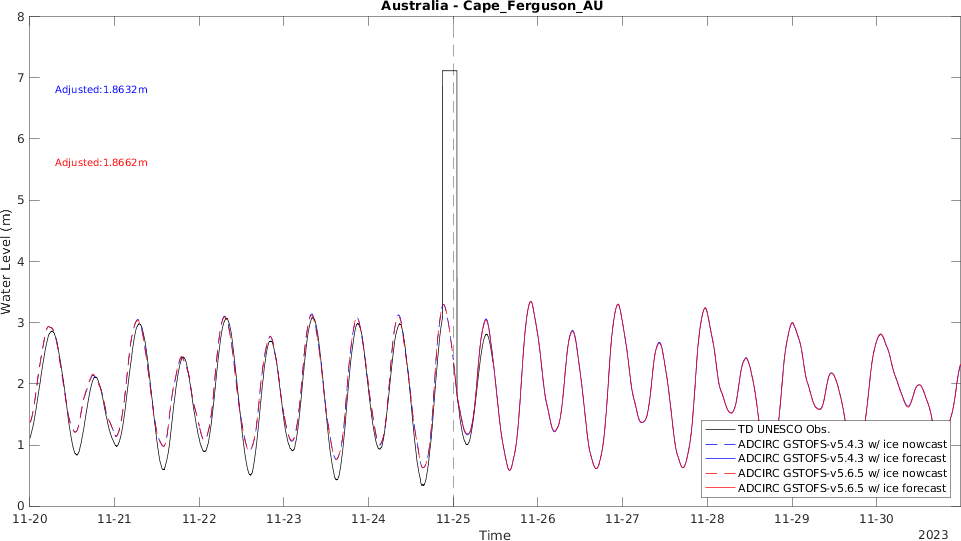 Australia - Cape_Ferguson_AU
8
7
6
5
4
3
2
1
0
Water Level (m)
Adjusted:1.8632m
Adjusted:1.8662m
TD UNESCO Obs.
ADCIRC GSTOFS-v5.4.3 w/ ice nowcast
ADCIRC GSTOFS-v5.4.3 w/ ice forecast
ADCIRC GSTOFS-v5.6.5 w/ ice nowcast
ADCIRC GSTOFS-v5.6.5 w/ ice forecast
11-20 11-21 11-22 11-23 11-24 11-25 11-26 11-27 11-28 11-29 11-30
Time
2023